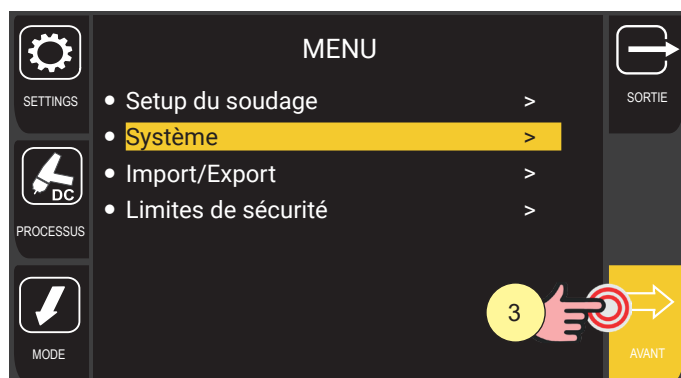 MENU
SETTINGS
SORTIE
• Setup du soudage >
• Système >
DC
• Import/Export >
• Limites de sécurité >
PROCESSUS
3
MODE
AVANT